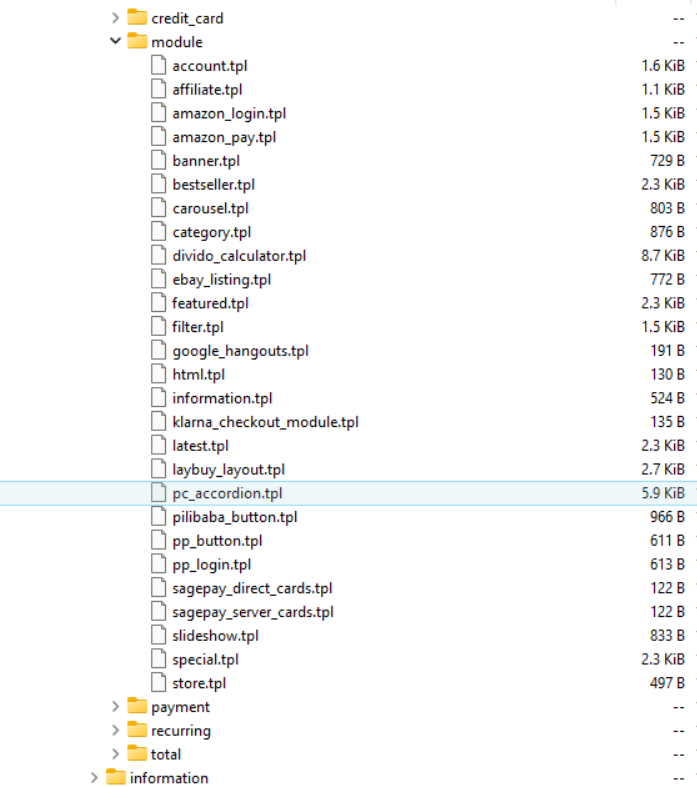 credit_card --
module --
account.tpl 1.6 KiB
affiliate.tpl 1.1 KiB
amazon_login.tpl 1.5 KiB
amazon_pay.tpl 1.5 KiB
banner.tpl 729 B
bestseller.tpl 2.3 KiB
carousel.tpl 803 B
category.tpl 876 B
divido_calculator.tpl 8.7 KiB
ebay_listing.tpl 772 B
featured.tpl 2.3 KiB
filter.tpl 1.5 KiB
google_hangouts.tpl 191 B
html.tpl 130 B
information.tpl 524 B
klarna_checkout_module.tpl 135 B
latest.tpl 2.3 KiB
laybuy_layout.tpl 2.7 KiB
pc_accordion.tpl 5.9 KiB
pilibaba_button.tpl 966 B
pp_button.tpl 611 B
pp_login.tpl 613 B
sagepay_direct_cards.tpl 122 B
sagepay_server_cards.tpl 122 B
slideshow.tpl 833 B
special.tpl 2.3 KiB
store.tpl 497 B
payment --
recurring --
total --
information --